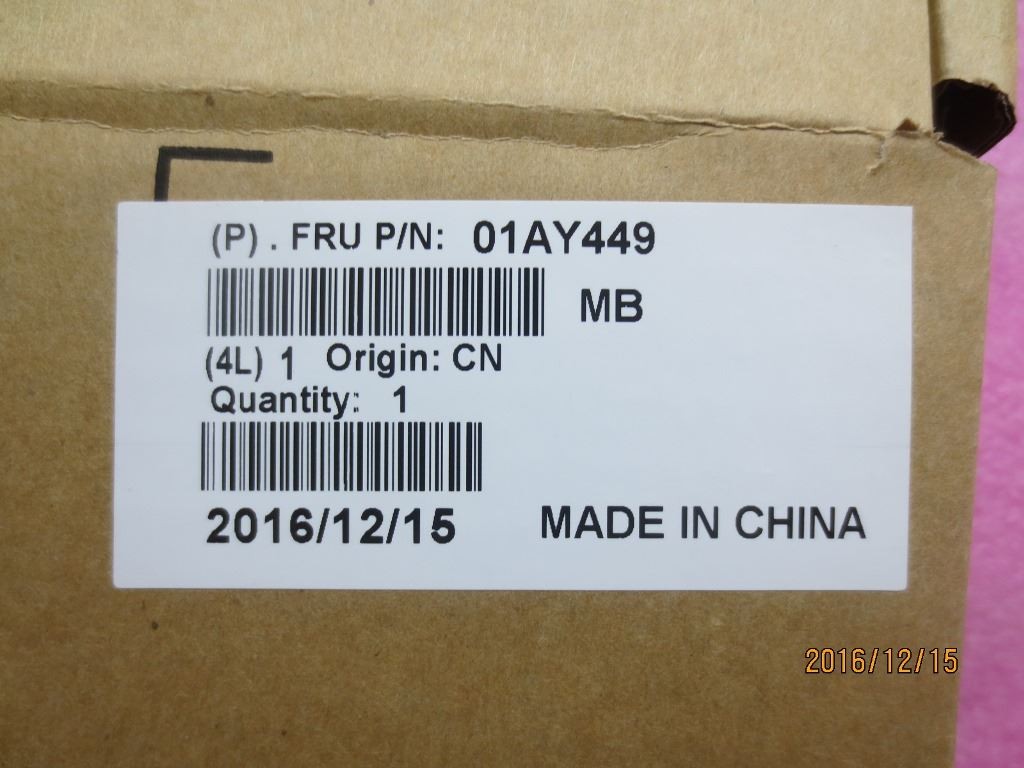 (P) . FRU P/N: 01AY449
MB
(4L) 1 Origin: CN
Quantity: 1
2016/12/15 MADE IN CHINA
2016/12/15